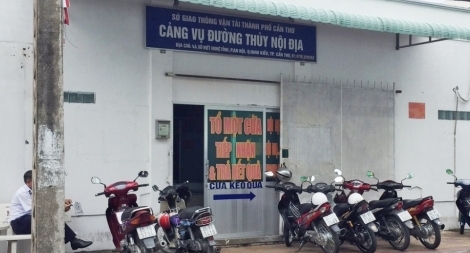 SỞ GIAO THÔNG VẬN TẢI THÀNH PHỐ CẦN THƠ
CẢNG VỤ ĐƯỜNG THỦY NỘI ĐỊA
TỔ MỘT CỬA
TIẾP NHẬN
& TRẢ KẾT QUẢ
CỬA KÉO QUA